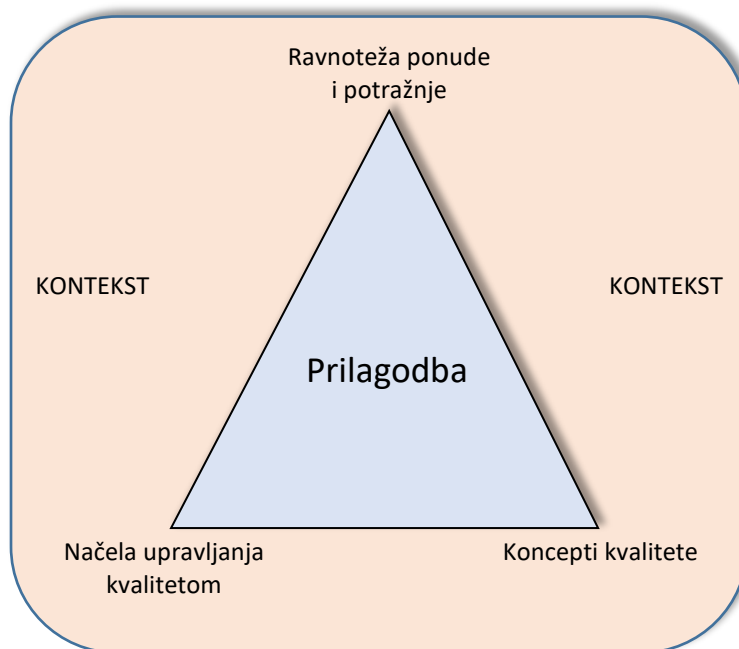 Ravnoteža ponude
i potražnje
KONTEKST
KONTEKST
Prilagodba
Načela upravljanja
kvalitetom
Koncepti kvalitete